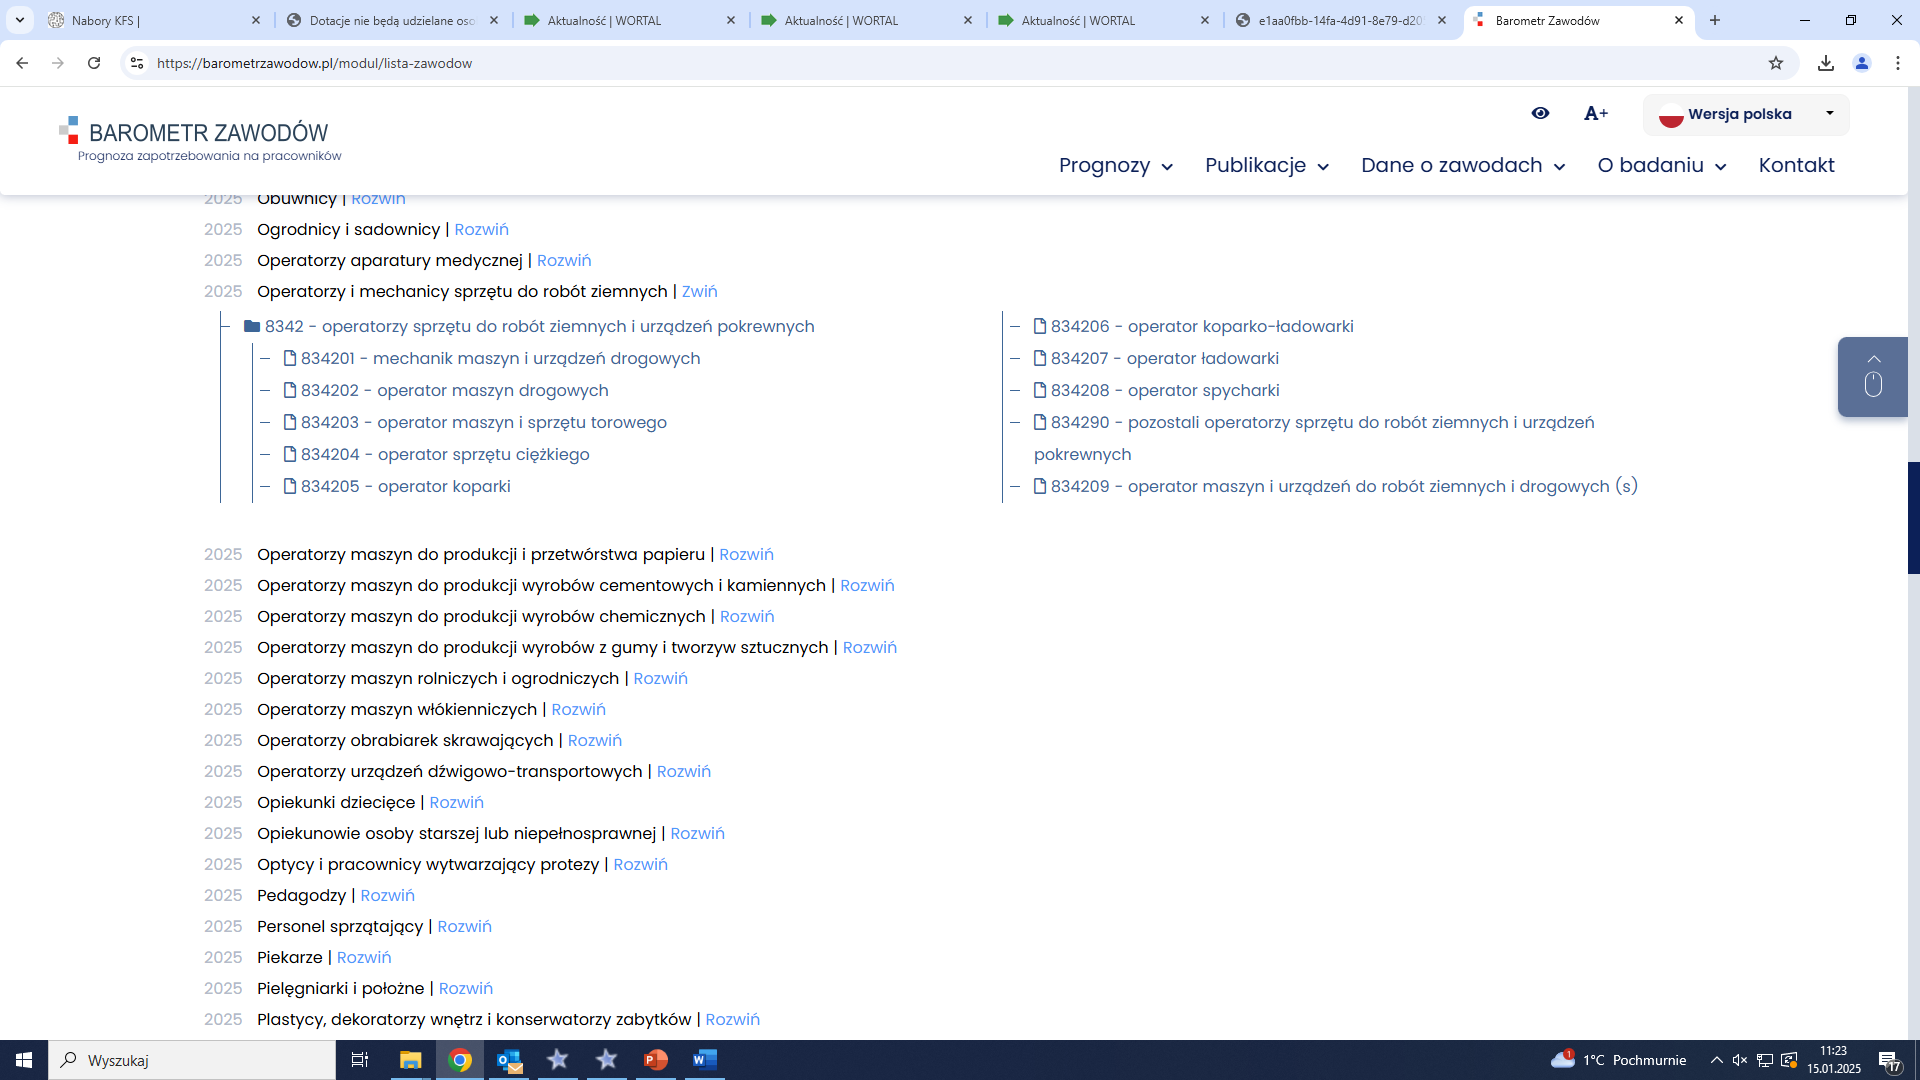 Nabory KFS |
Dotacje nie będą udzielane oso
Aktualność | WORTAL
Aktualność | WORTAL
Aktualność | WORTAL
e1aa0fbb-14fa-4d91-8e79-d20
Barometr Zawodów
https://barometrzawodow.pl/modul/lista-zawodow
BAROMETR ZAWODÓW
Prognoza zapotrzebowania na pracowników
A+
Wersja polska
Prognozy
Publikacje
Dane o zawodach
O badaniu
Kontakt
2025 Obuwnicy | Rozwiń
2025 Ogrodnicy i sadownicy | Rozwiń
2025 Operatorzy aparatury medycznej | Rozwiń
2025 Operatorzy i mechanicy sprzętu do robót ziemnych | Zwiń
8342 - operatorzy sprzętu do robót ziemnych i urządzeń pokrewnych
834201 - mechanik maszyn i urządzeń drogowych
834202 - operator maszyn drogowych
834203 - operator maszyn i sprzętu torowego
834204 - operator sprzętu ciężkiego
834205 - operator koparki
834206 - operator koparko-ładowarki
834207 - operator ładowarki
834208 - operator spycharki
834290 - pozostali operatorzy sprzętu do robót ziemnych i urządzeń
pokrewnych
834209 - operator maszyn i urządzeń do robót ziemnych i drogowych (s)
2025 Operatorzy maszyn do produkcji i przetwórstwa papieru | Rozwiń
2025 Operatorzy maszyn do produkcji wyrobów cementowych i kamiennych | Rozwiń
2025 Operatorzy maszyn do produkcji wyrobów chemicznych | Rozwiń
2025 Operatorzy maszyn do produkcji wyrobów z gumy i tworzyw sztucznych | Rozwiń
2025 Operatorzy maszyn rolniczych i ogrodniczych | Rozwiń
2025 Operatorzy maszyn włókienniczych | Rozwiń
2025 Operatorzy obrabiarek skrawających | Rozwiń
2025 Operatorzy urządzeń dźwigowo-transportowych | Rozwiń
2025 Opiekunki dziecięce | Rozwiń
2025 Opiekunowie osoby starszej lub niepełnosprawnej | Rozwiń
2025 Optycy i pracownicy wytwarzający protezy | Rozwiń
2025 Pedagodzy | Rozwiń
2025 Personel sprzątający | Rozwiń
2025 Piekarze | Rozwiń
2025 Pielęgniarki i położne | Rozwiń
2025 Plastycy, dekoratorzy wnętrz i konserwatorzy zabytków | Rozwiń
Wyszukaj
1
1°C Pochmurnie
11:23
15.01.2025
17